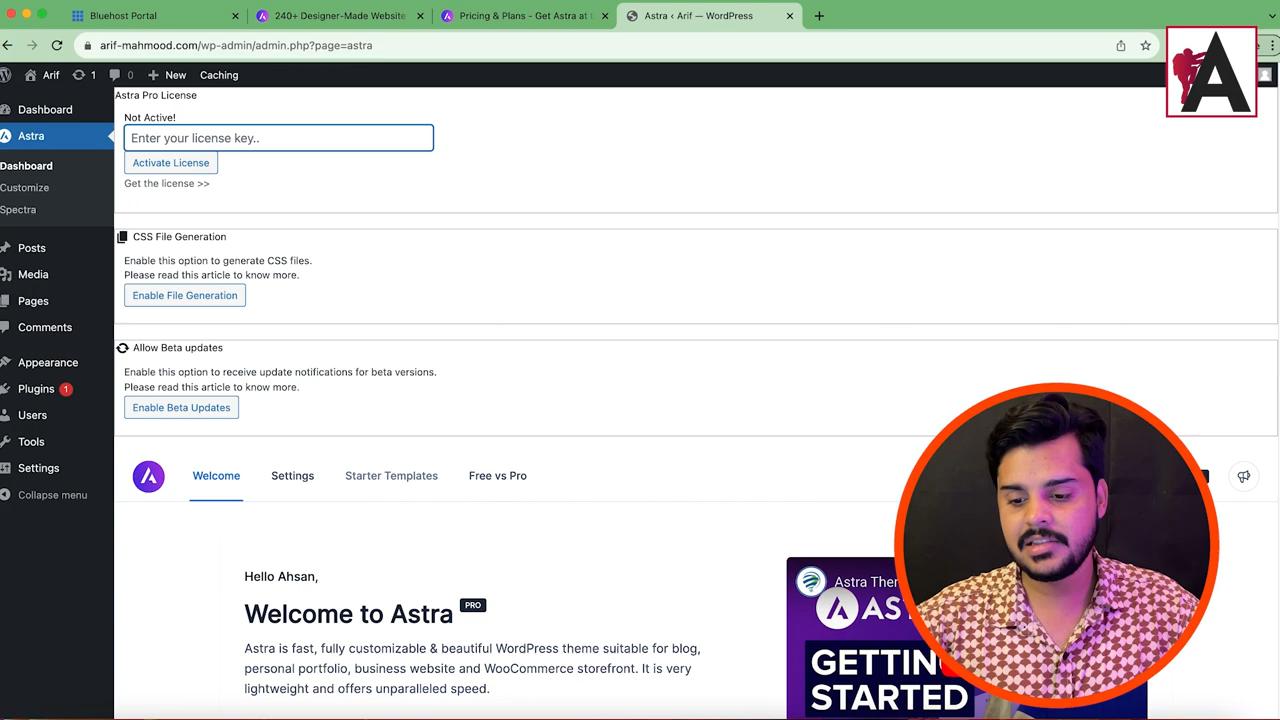 Bluehost Portal
240+ Designer-Made Website
Pricing & Plans - Get Astra at t
Astra ‹ Arif — WordPress
arif-mahmood.com/wp-admin/admin.php?page=astra
Arif
1
0
New
Caching
A
Dashboard
Astra
Dashboard
Customize
Spectra
Posts
Media
Pages
Comments
Appearance
Plugins 1
Users
Tools
Settings
Collapse menu
Astra Pro License
Not Active!
Enter your license key..
Activate License
Get the license >>
CSS File Generation
Enable this option to generate CSS files.
Please read this article to know more.
Enable File Generation
Allow Beta updates
Enable this option to receive update notifications for beta versions.
Please read this article to know more.
Enable Beta Updates
Welcome
Settings
Starter Templates
Free vs Pro
Hello Ahsan,
Welcome to Astra PRO
Astra is fast, fully customizable & beautiful WordPress theme suitable for blog,
personal portfolio, business website and WooCommerce storefront. It is very
lightweight and offers unparalleled speed.
Astra
GETTING
STARTED